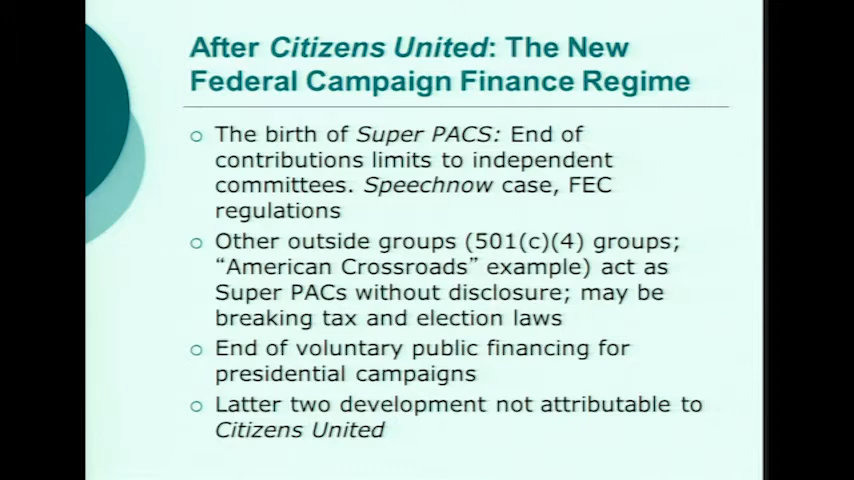 After Citizens United: The New
Federal Campaign Finance Regime
The birth of Super PACS: End of
contributions limits to independent
committees. Speechnow case, FEC
regulations
Other outside groups (501(c)(4) groups;
“American Crossroads” example) act as
Super PACs without disclosure; may be
breaking tax and election laws
End of voluntary public financing for
presidential campaigns
Latter two development not attributable to
Citizens United